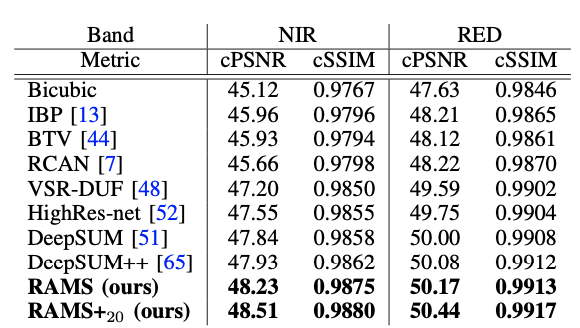 Band NIR RED
Metric cPSNR cSSIM cPSNR cSSIM
Bicubic 45.12 0.9767 47.63 0.9846
IBP [13] 45.96 0.9796 48.21 0.9865
BTV [44] 45.93 0.9794 48.12 0.9861
RCAN [7] 45.66 0.9798 48.22 0.9870
VSR-DUF [48] 47.20 0.9850 49.59 0.9902
HighRes-net [52] 47.55 0.9855 49.75 0.9904
DeepSUM [51] 47.84 0.9858 50.00 0.9908
DeepSUM++ [65] 47.93 0.9862 50.08 0.9912
RAMS (ours) 48.23 0.9875 50.17 0.9913
RAMS+20 (ours) 48.51 0.9880 50.44 0.9917